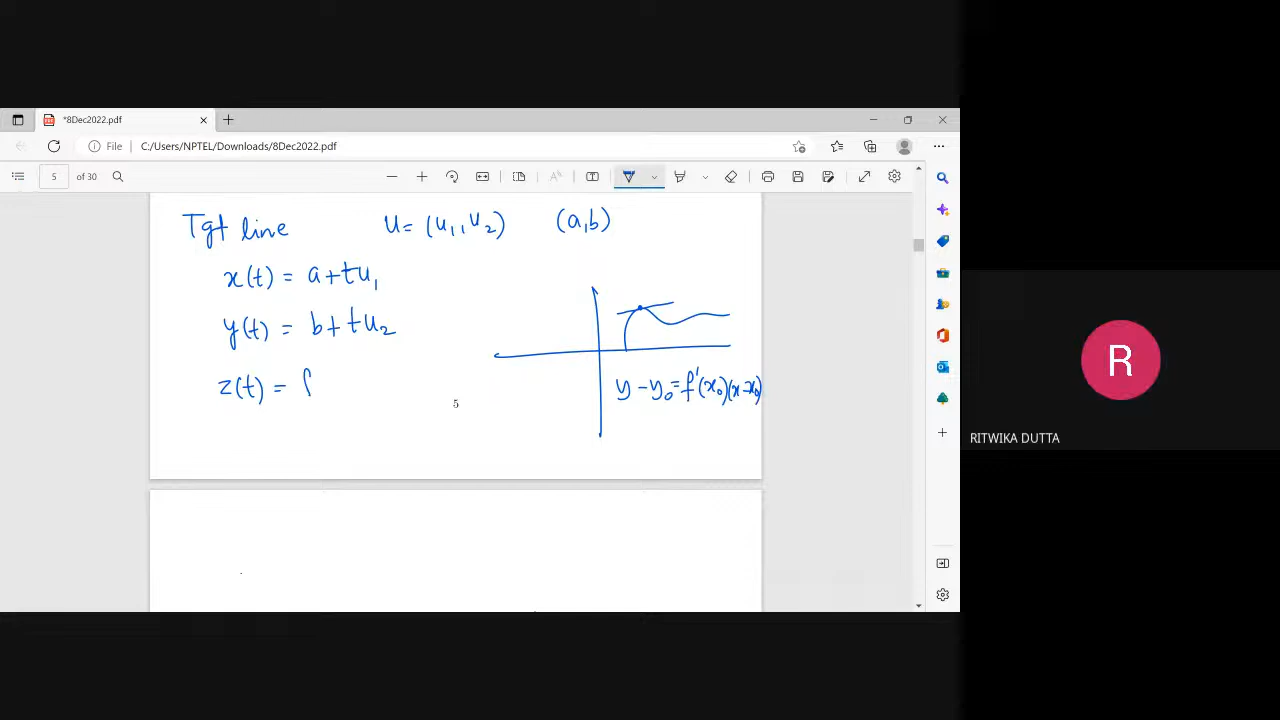 *8Dec2022.pdf
File C:/Users/NPTEL/Downloads/8Dec2022.pdf
5 of 30
Tgt line u = (u₁, u₂) (a,b)
x(t) = a+tu₁
y(t) = b+tu₂
z(t) = f
y-y₀=f'(x₀)(x-x₀)
5
R
RITWIKA DUTTA